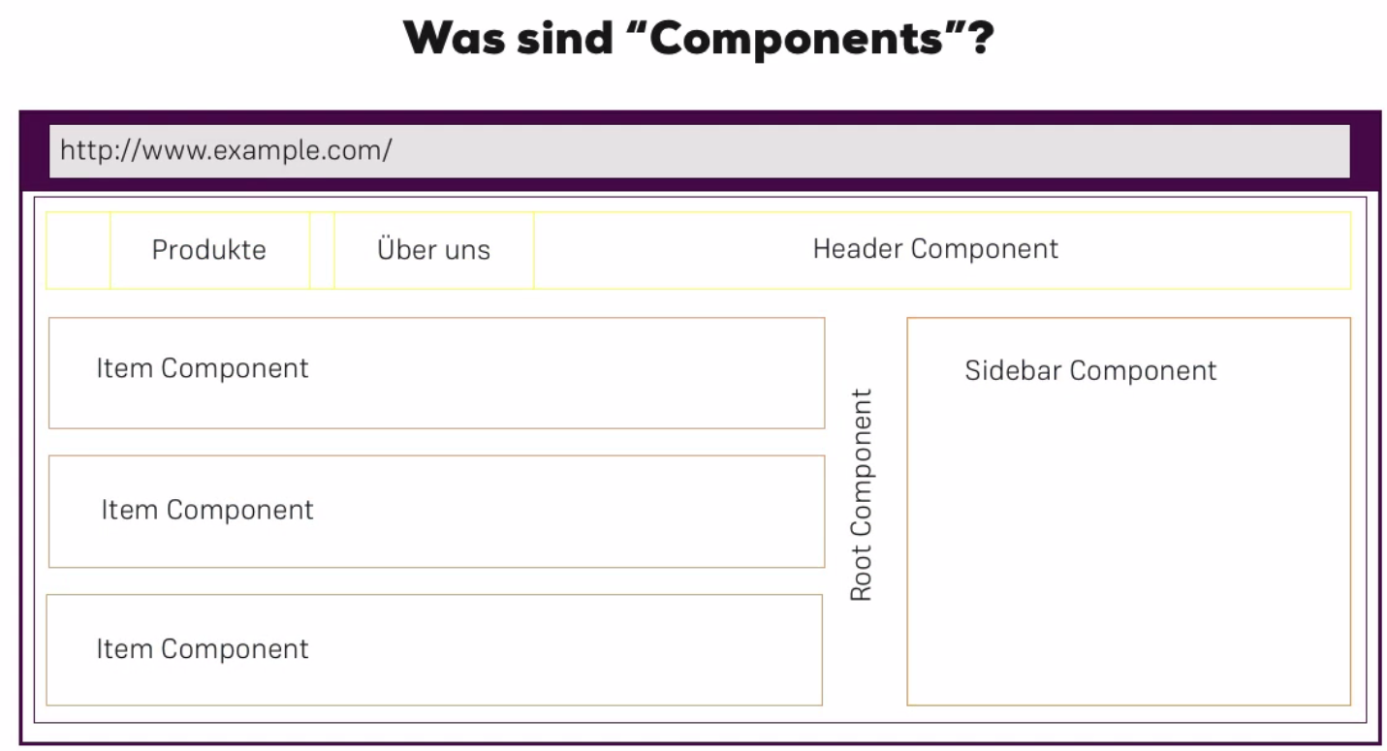 Was sind “Components”?
http://www.example.com/
Produkte
Über uns
Header Component
Item Component
Item Component
Item Component
Root Component
Sidebar Component